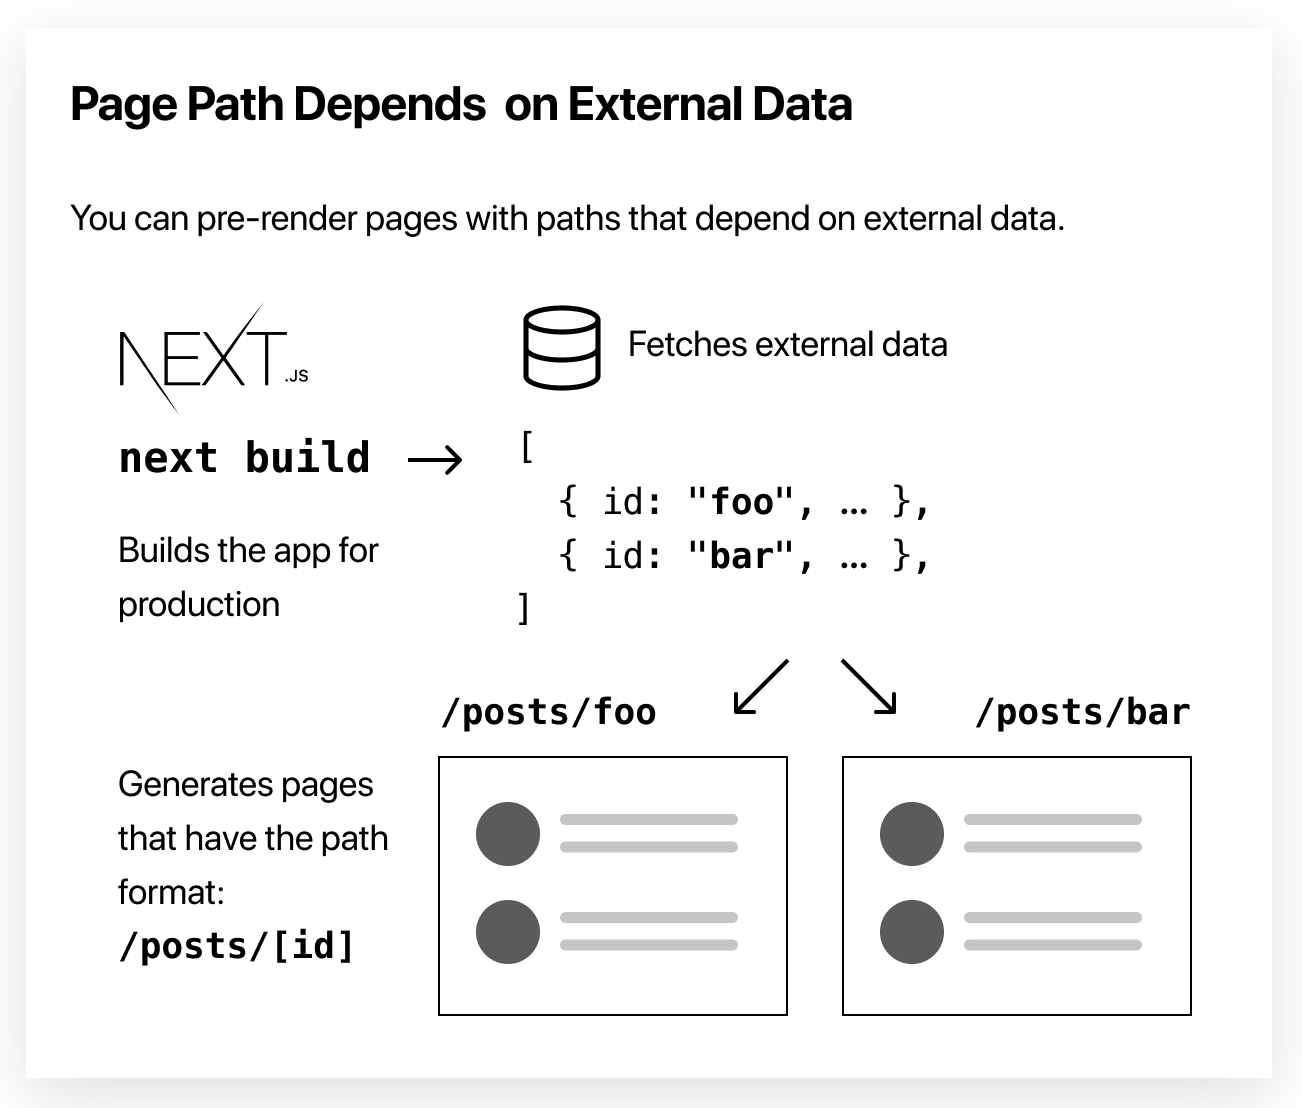 Page Path Depends on External Data
You can pre-render pages with paths that depend on external data.
NEXT.JS
Fetches external data
next build
[
{ id: "foo", … },
{ id: "bar", … },
]
Builds the app for
production
/posts/foo
/posts/bar
Generates pages
that have the path
format:
/posts/[id]